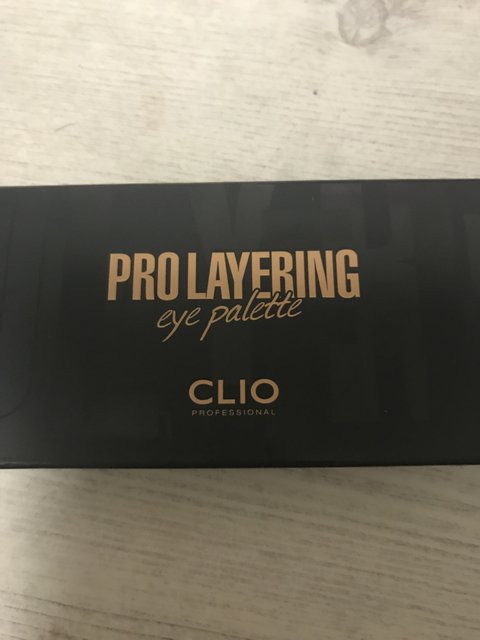 PRO LAYERING
eye palette
CLIO
PROFESSIONAL